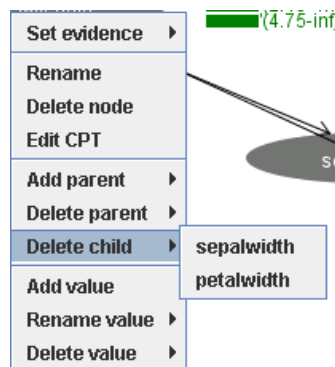 '(4.75-inf
Set evidence
Rename
Delete node
Edit CPT
se
Add parent
Delete parent
Delete child
sepalwidth
petalwidth
Add value
Rename value
Delete value